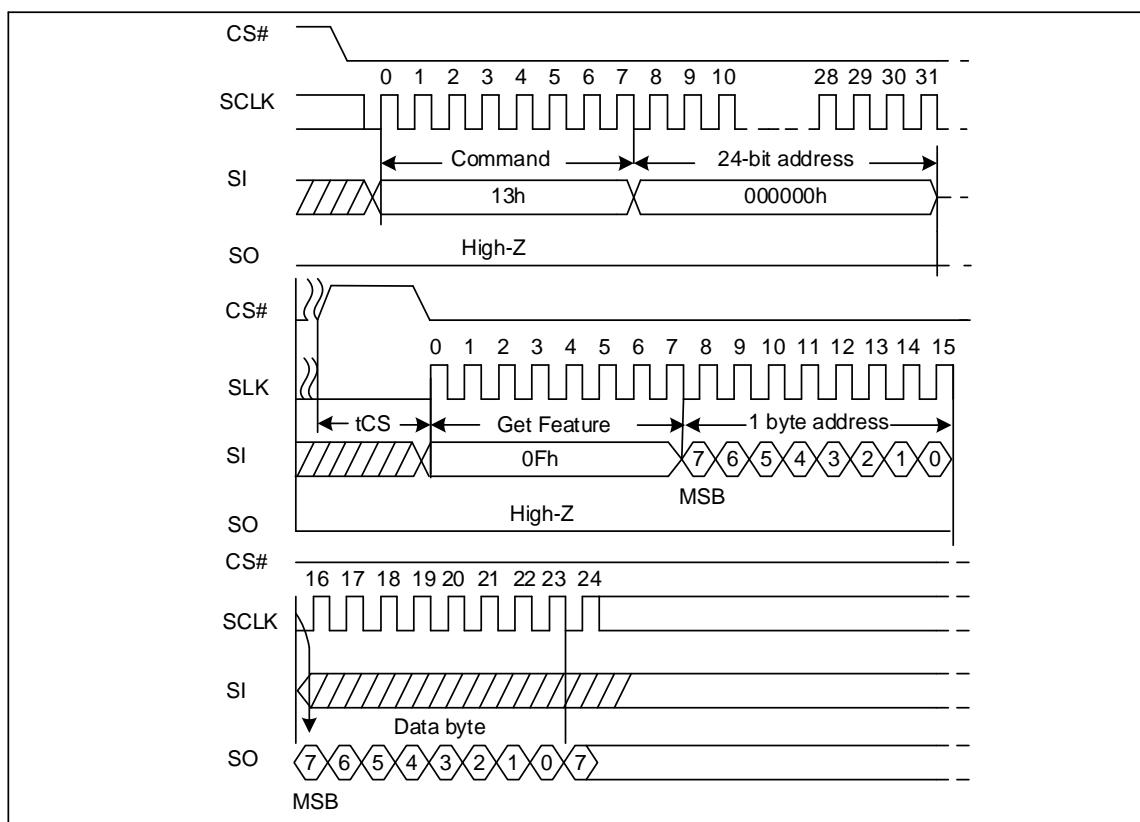 CS#
0 1 2 3 4 5 6 7 8 9 10 28 29 30 31
SCLK
Command 24-bit address
SI
13h 000000h
SO High-Z
CS#
0 1 2 3 4 5 6 7 8 9 10 11 12 13 14 15
SLK
tCS Get Feature 1 byte address
SI 0Fh 7 6 5 4 3 2 1 0
MSB
SO High-Z
CS#
16 17 18 19 20 21 22 23 24
SCLK
SI
Data byte
SO 7 6 5 4 3 2 1 0 7
MSB